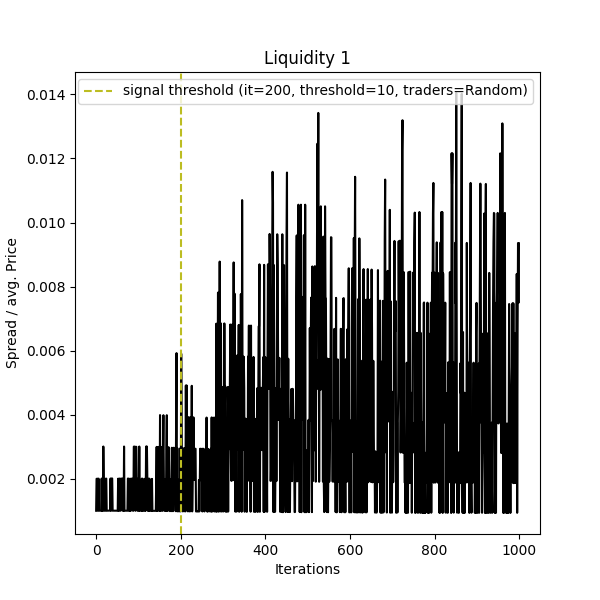 Liquidity 1
signal threshold (it=200, threshold=10, traders=Random)
0.014
0.012
0.010
0.008
0.006
0.004
0.002
Spread / avg. Price
0 200 400 600 800 1000
Iterations